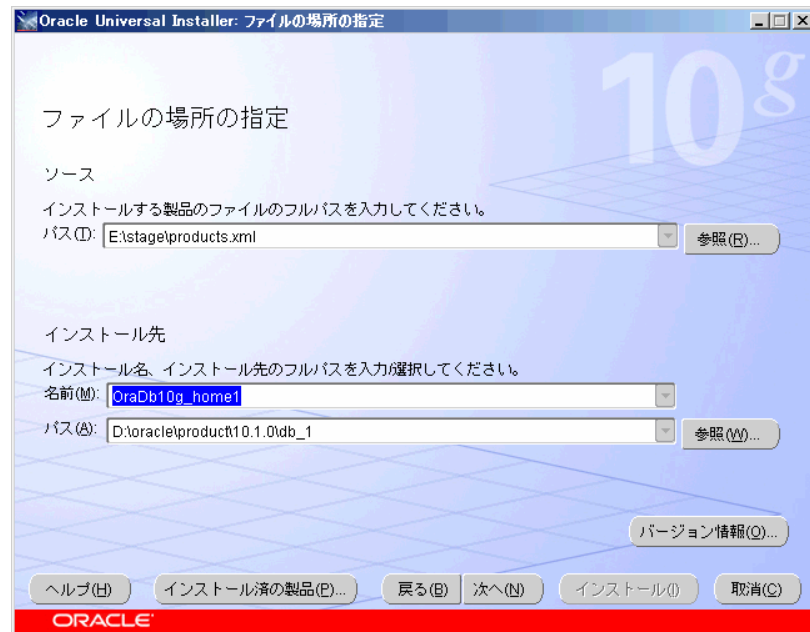 Oracle Universal Installer: ファイルの場所の指定
10g
ファイルの場所の指定
ソース
インストールする製品のファイルのフルパスを入力してください。
パス(T): E:\stage\products.xml 参照(R)...
インストール先
インストール名、インストール先のフルパスを入力/選択してください。
名前(M): OraDb10g_home1
パス(A): D:\oracle\product\10.1.0\db_1 参照(W)...
バージョン情報(O)...
ヘルプ(H) インストール済の製品(P)... 戻る(B) 次へ(N) インストール(I) 取消(C)
ORACLE